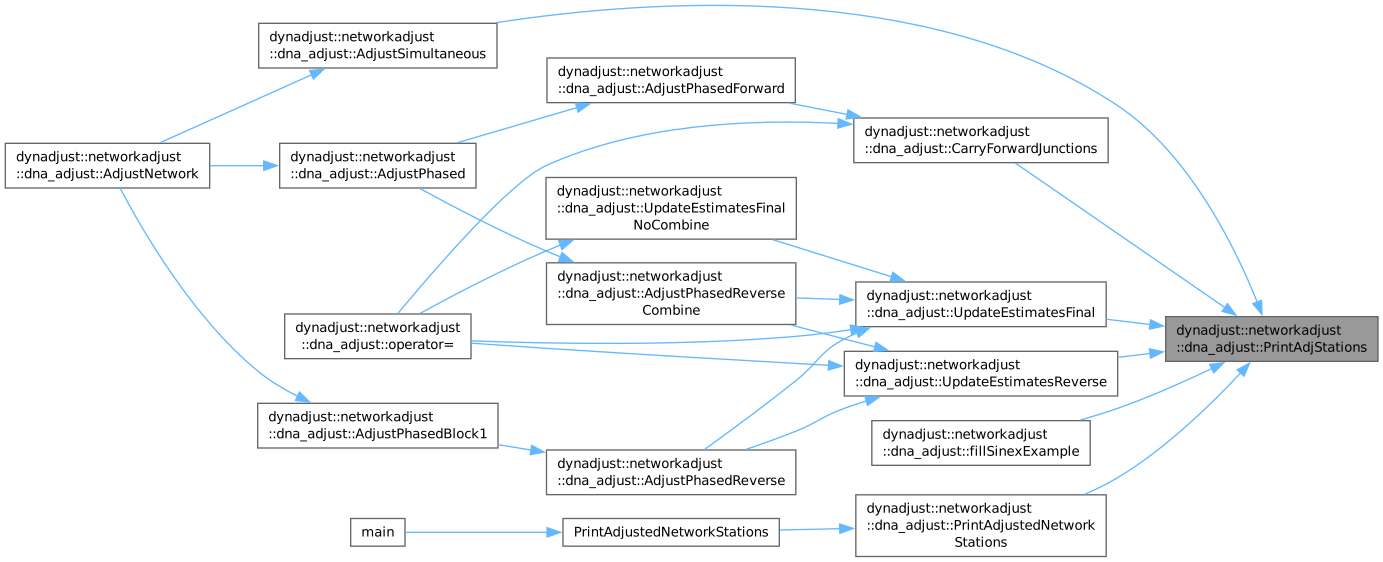 dynadjust::networkadjust
::dna_adjust::AdjustSimultaneous
dynadjust::networkadjust
::dna_adjust::AdjustPhasedForward
dynadjust::networkadjust
::dna_adjust::CarryForwardJunctions
dynadjust::networkadjust
::dna_adjust::AdjustNetwork
dynadjust::networkadjust
::dna_adjust::AdjustPhased
dynadjust::networkadjust
::dna_adjust::UpdateEstimatesFinal
NoCombine
dynadjust::networkadjust
::dna_adjust::AdjustPhasedReverse
Combine
dynadjust::networkadjust
::dna_adjust::UpdateEstimatesFinal
dynadjust::networkadjust
::dna_adjust::operator=
dynadjust::networkadjust
::dna_adjust::PrintAdjStations
dynadjust::networkadjust
::dna_adjust::UpdateEstimatesReverse
dynadjust::networkadjust
::dna_adjust::AdjustPhasedBlock1
dynadjust::networkadjust
::dna_adjust::fillSinexExample
dynadjust::networkadjust
::dna_adjust::AdjustPhasedReverse
dynadjust::networkadjust
::dna_adjust::PrintAdjustedNetwork
Stations
main
PrintAdjustedNetworkStations